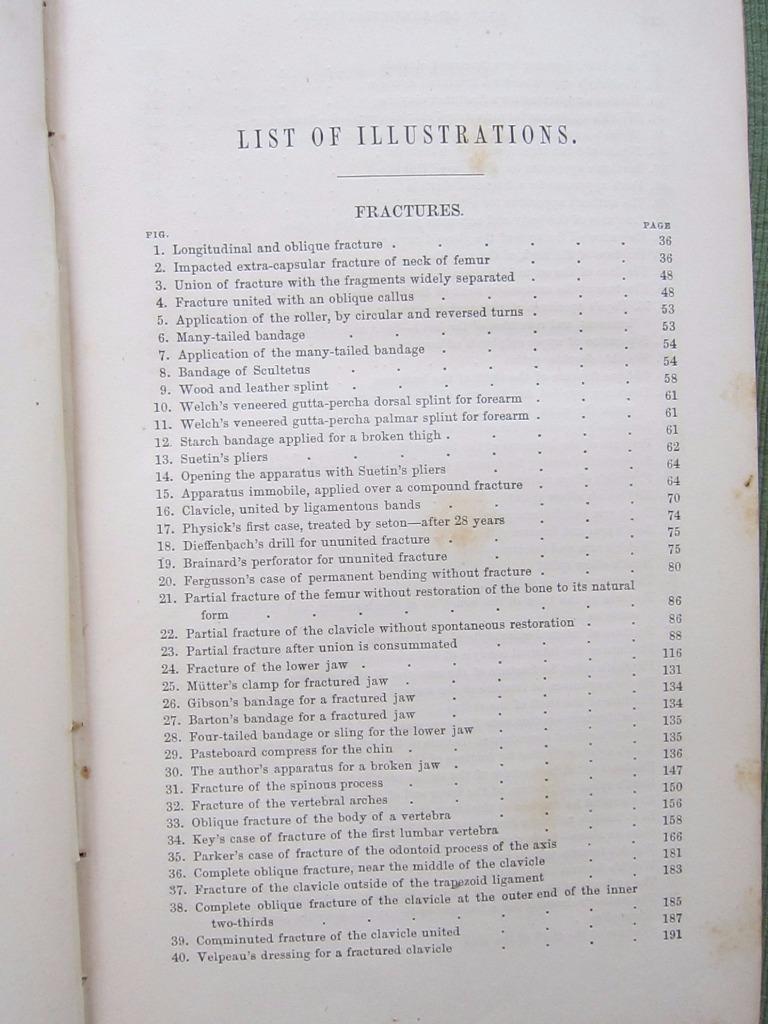 LIST OF ILLUSTRATIONS.
FRACTURES.
FIG. PAGE
1. Longitudinal and oblique fracture . . . . . . 36
2. Impacted extra-capsular fracture of neck of femur . . . 36
3. Union of fracture with the fragments widely separated . . . 48
4. Fracture united with an oblique callus . . . . . 48
5. Application of the roller, by circular and reversed turns . . . 53
6. Many-tailed bandage . . . . . . . 53
7. Application of the many-tailed bandage . . . . . 54
8. Bandage of Scultetus . . . . . . . 54
9. Wood and leather splint . . . . . . . 58
10. Welch's veneered gutta-percha dorsal splint for forearm . . . 61
11. Welch's veneered gutta-percha palmar splint for forearm . . . 61
12. Starch bandage applied for a broken thigh . . . . . 61
13. Suetin's pliers . . . . . . . . 62
14. Opening the apparatus with Suetin's pliers . . . . 64
15. Apparatus immobile, applied over a compound fracture . . . 64
16. Clavicle, united by ligamentous bands . . . . . 70
17. Physick's first case, treated by seton—after 28 years . . . 74
18. Dieffenbach's drill for ununited fracture . . . . . 75
19. Brainard's perforator for ununited fracture . . . . 75
20. Fergusson's case of permanent bending without fracture . . . 80
21. Partial fracture of the femur without restoration of the bone to its natural
form . . . . . . . . . 86
22. Partial fracture of the clavicle without spontaneous restoration . . 86
23. Partial fracture after union is consummated . . . . 88
24. Fracture of the lower jaw . . . . . . . 116
25. Mütter's clamp for fractured jaw . . . . . . 131
26. Gibson's bandage for a fractured jaw . . . . . 134
27. Barton's bandage for a fractured jaw . . . . . 134
28. Four-tailed bandage or sling for the lower jaw . . . . 135
29. Pasteboard compress for the chin . . . . . . 135
30. The author's apparatus for a broken jaw . . . . . 136
31. Fracture of the spinous process . . . . . . 147
32. Fracture of the vertebral arches . . . . . . 150
33. Oblique fracture of the body of a vertebra . . . . 156
34. Key's case of fracture of the first lumbar vertebra . . . 158
35. Parker's case of fracture of the odontoid process of the axis . . 166
36. Complete oblique fracture, near the middle of the clavicle . . 181
37. Fracture of the clavicle outside of the trapezoid ligament . . 183
38. Complete oblique fracture of the clavicle at the outer end of the inner
two-thirds . . . . . . . . 185
39. Comminuted fracture of the clavicle united . . . . 187
40. Velpeau's dressing for a fractured clavicle . . . . 191